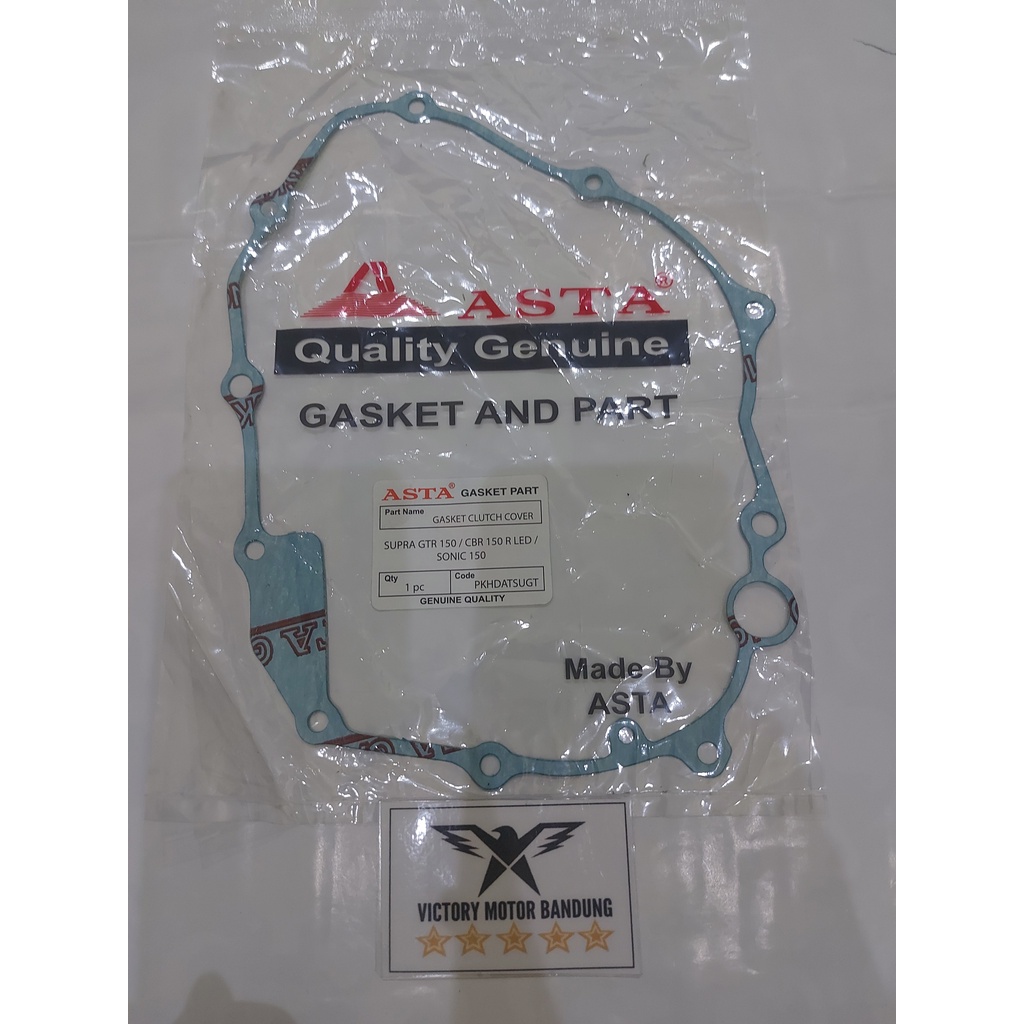 ASTA®
Quality Genuine
GASKET AND PART
ASTA® GASKET PART
Part Name
GASKET CLUTCH COVER
SUPRA GTR 150 / CBR 150 R LED /
SONIC 150
Qty
1 pc
Code
PKHDATSUGT
GENUINE QUALITY
Made By
ASTA
VICTORY MOTOR BANDUNG